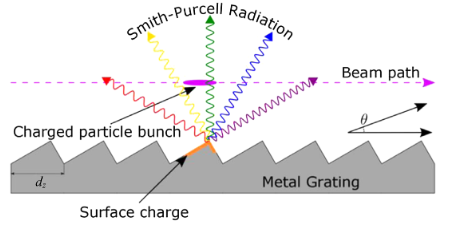 Smith-Purcell Radiation
Beam path
Charged particle bunch
θ
d_z
Metal Grating
Surface charge